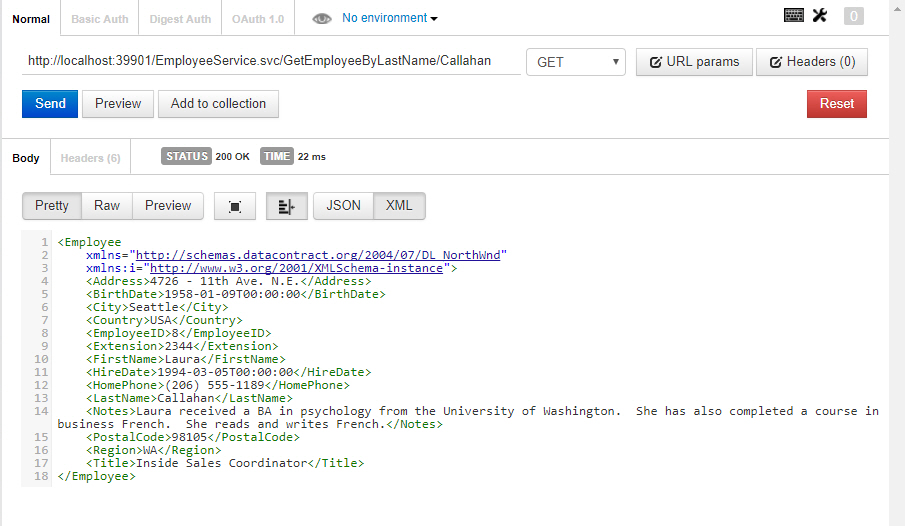 Normal Basic Auth Digest Auth OAuth 1.0 No environment 0
http://localhost:39901/EmployeeService.svc/GetEmployeeByLastName/Callahan GET URL params Headers (0)
Send Preview Add to collection Reset
Body Headers (6) STATUS 200 OK TIME 22 ms
Pretty Raw Preview JSON XML
1 <Employee
2     xmlns="http://schemas.datacontract.org/2004/07/DL_NorthWnd"
3     xmlns:i="http://www.w3.org/2001/XMLSchema-instance">
4     <Address>4726 - 11th Ave. N.E.</Address>
5     <BirthDate>1958-01-09T00:00:00</BirthDate>
6     <City>Seattle</City>
7     <Country>USA</Country>
8     <EmployeeID>8</EmployeeID>
9     <Extension>2344</Extension>
10     <FirstName>Laura</FirstName>
11     <HireDate>1994-03-05T00:00:00</HireDate>
12     <HomePhone>(206) 555-1189</HomePhone>
13     <LastName>Callahan</LastName>
14     <Notes>Laura received a BA in psychology from the University of Washington.  She has also completed a course in
business French.  She reads and writes French.</Notes>
15     <PostalCode>98105</PostalCode>
16     <Region>WA</Region>
17     <Title>Inside Sales Coordinator</Title>
18 </Employee>